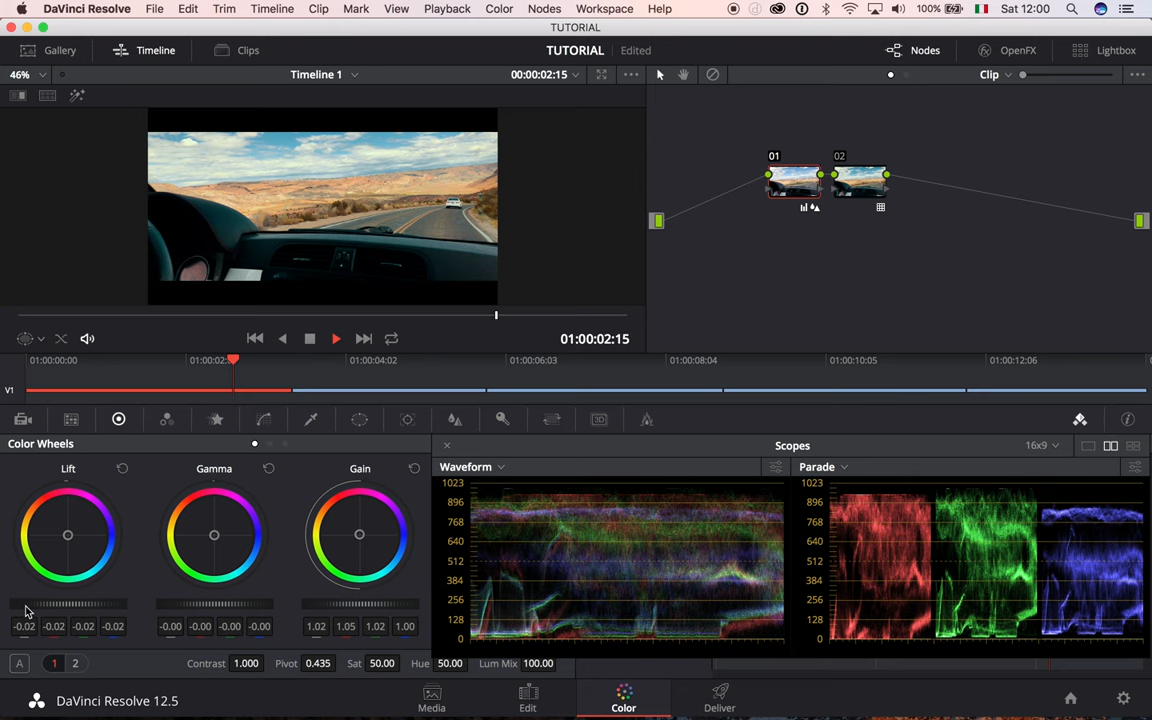 DaVinci Resolve File Edit Trim Timeline Clip Mark View Playback Color Nodes Workspace Help 100% Sat 12:00
TUTORIAL
Gallery Timeline Clips TUTORIAL Edited Nodes OpenFX Lightbox
46% Timeline 1 00:00:02:15 Clip
01 02
01:00:02:15
01:00:00:00 01:00:02: 01:00:04:02 01:00:06:03 01:00:08:04 01:00:10:05 01:00:12:06
V1
3D
Color Wheels Scopes 16x9
Lift Gamma Gain Waveform Parade
1023 1023
896 896
768 768
640 640
512 512
384 384
256 256
128 128
0 0
-0.02 -0.02 -0.02 -0.02 -0.00 -0.00 -0.00 -0.00 1.02 1.05 1.02 1.00
A 1 2 Contrast 1.000 Pivot 0.435 Sat 50.00 Hue 50.00 Lum Mix 100.00
DaVinci Resolve 12.5 Media Edit Color Deliver